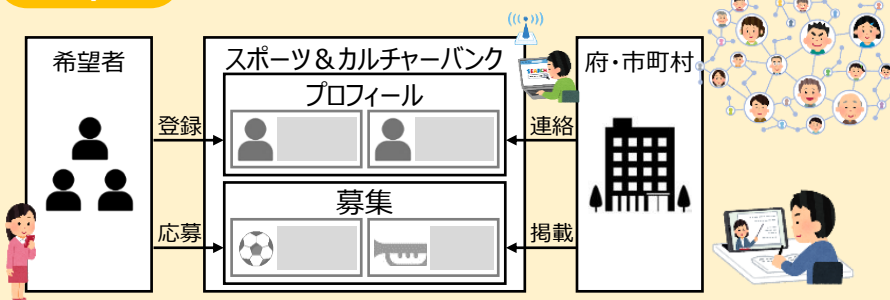 希望者
スポーツ&カルチャーバンク
府・市町村
プロフィール
登録
連絡
募集
応募
掲載